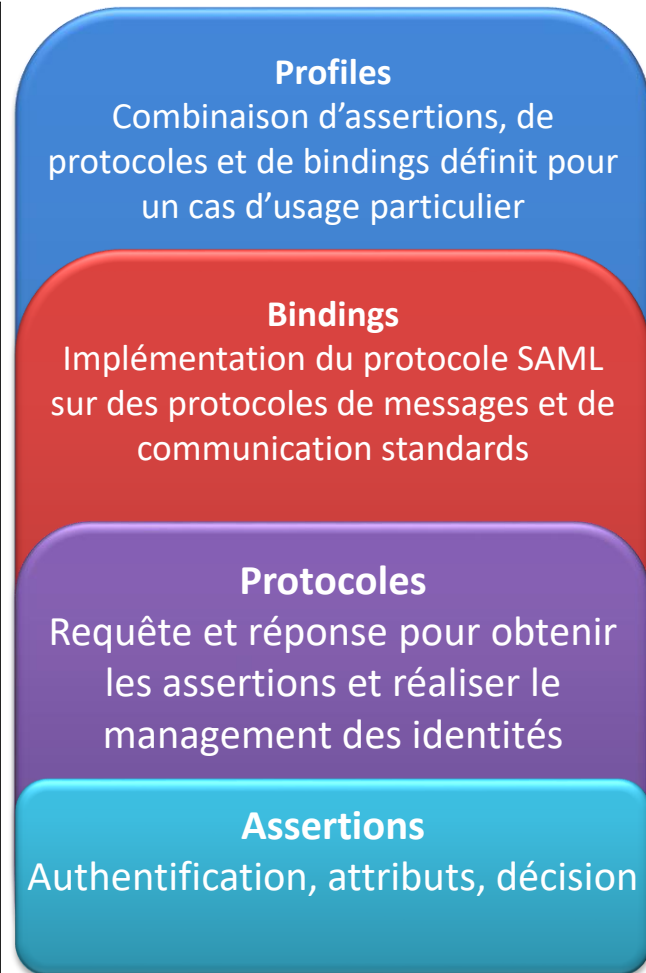 Profiles
Combinaison d'assertions, de
protocoles et de bindings définit pour
un cas d'usage particulier
Bindings
Implémentation du protocole SAML
sur des protocoles de messages et de
communication standards
Protocoles
Requête et réponse pour obtenir
les assertions et réaliser le
management des identités
Assertions
Authentification, attributs, décision